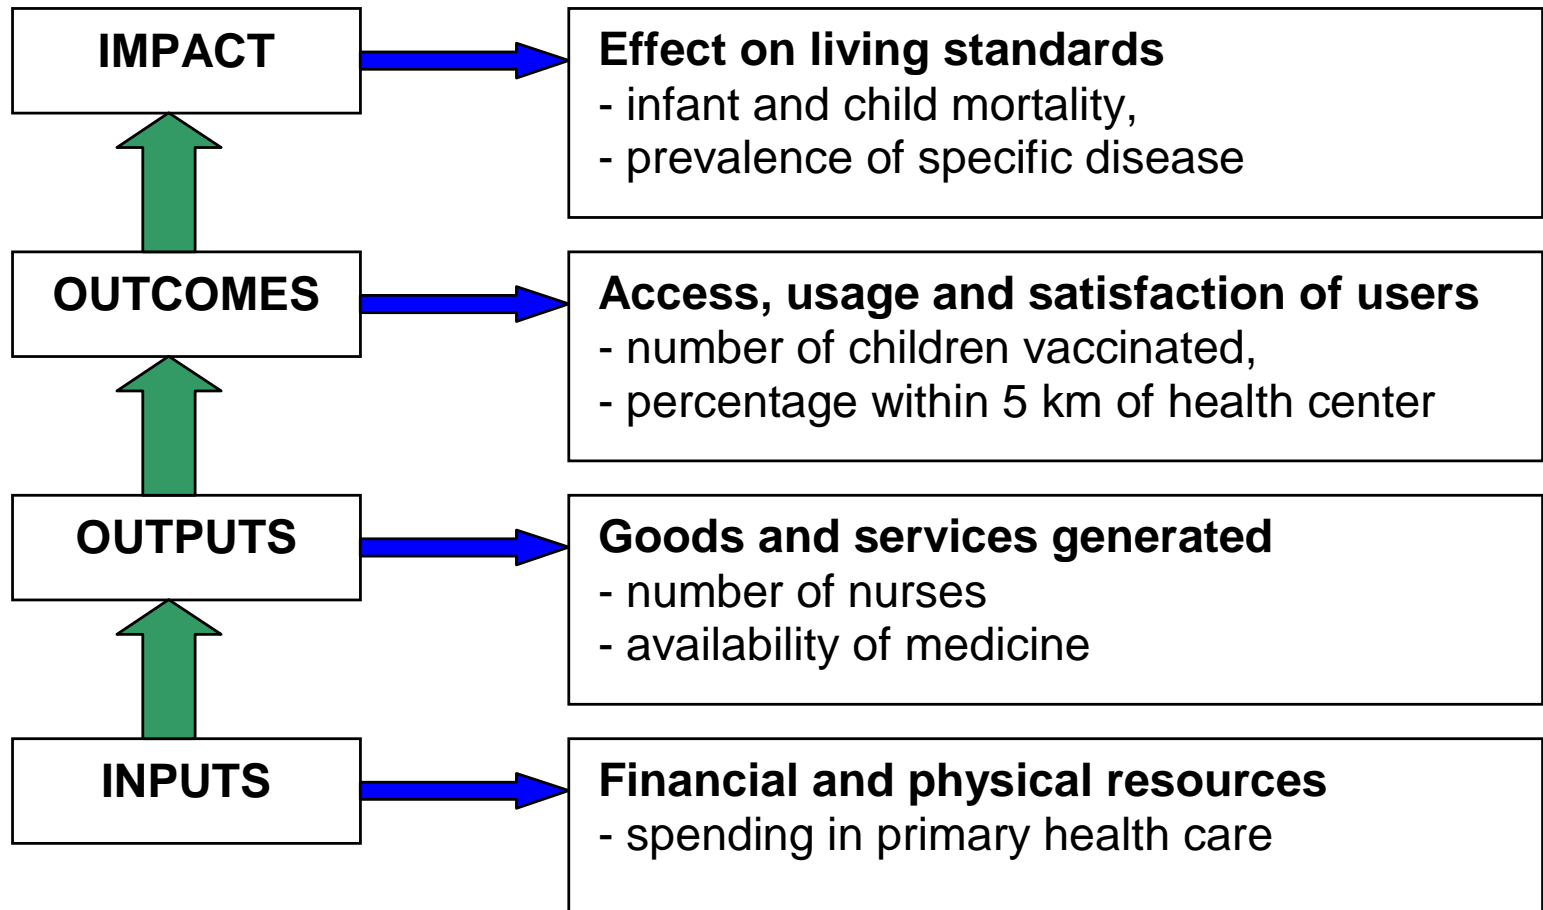 IMPACT
Effect on living standards
- infant and child mortality,
- prevalence of specific disease
OUTCOMES
Access, usage and satisfaction of users
- number of children vaccinated,
- percentage within 5 km of health center
OUTPUTS
Goods and services generated
- number of nurses
- availability of medicine
INPUTS
Financial and physical resources
- spending in primary health care